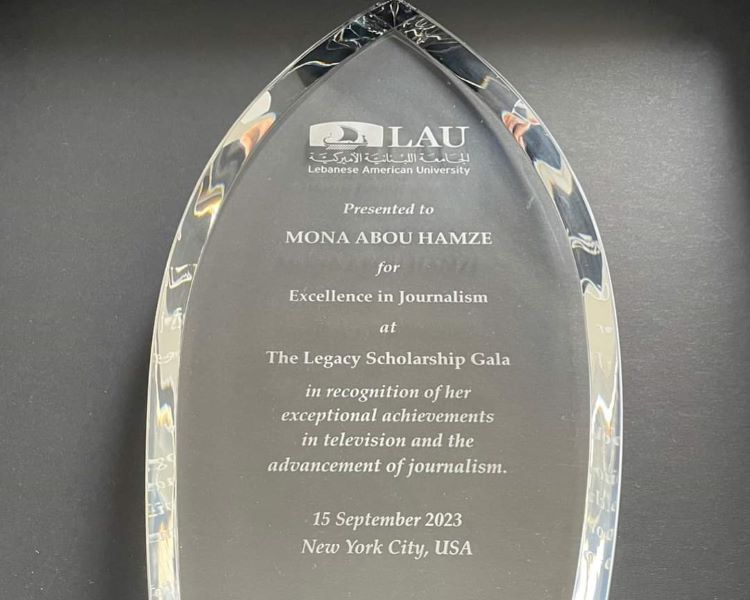 LAU
الجامعة اللبنانية الأميركية
Lebanese American University
Presented to
MONA ABOU HAMZE
for
Excellence in Journalism
at
The Legacy Scholarship Gala
in recognition of her
exceptional achievements
in television and the
advancement of journalism.
15 September 2023
New York City, USA